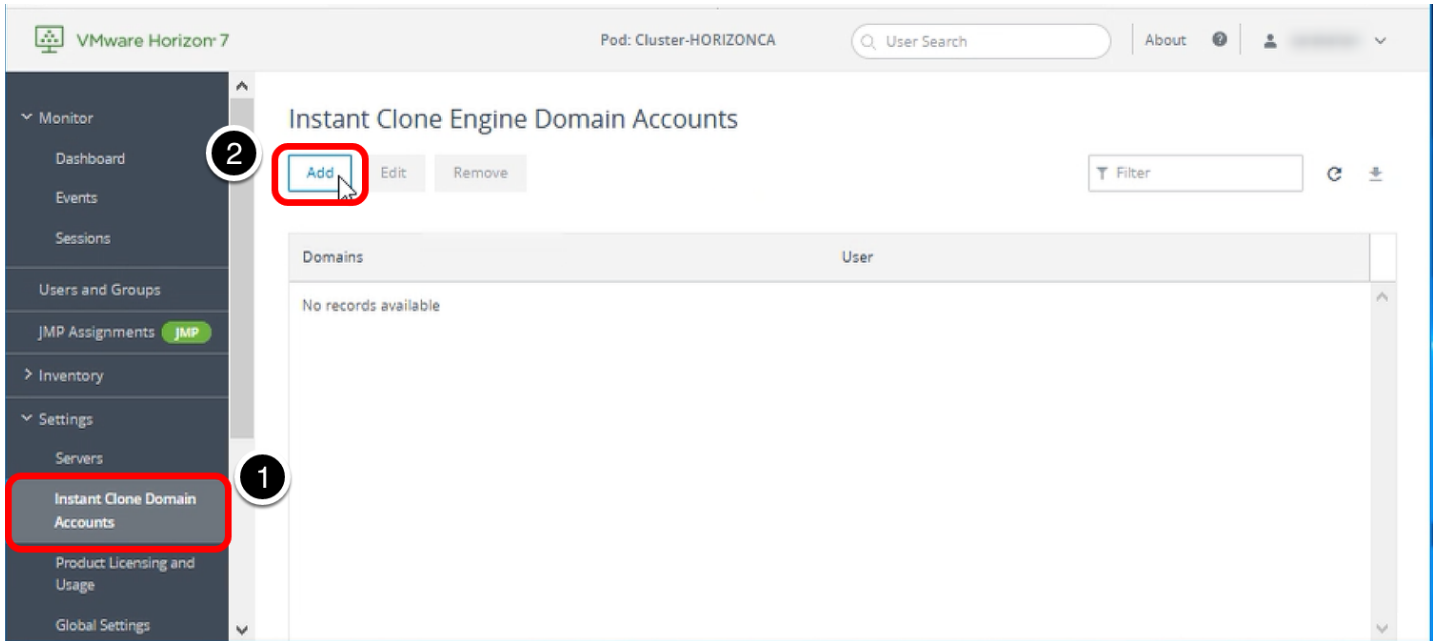 VMware Horizon 7
Pod: Cluster-HORIZONCA
User Search
About
Monitor
Dashboard
Events
Sessions
Users and Groups
JMP Assignments JMP
Inventory
Settings
Servers
Instant Clone Domain
Accounts
Product Licensing and
Usage
Global Settings
1
Instant Clone Engine Domain Accounts
2
Add Edit Remove
Filter
Domains User
No records available